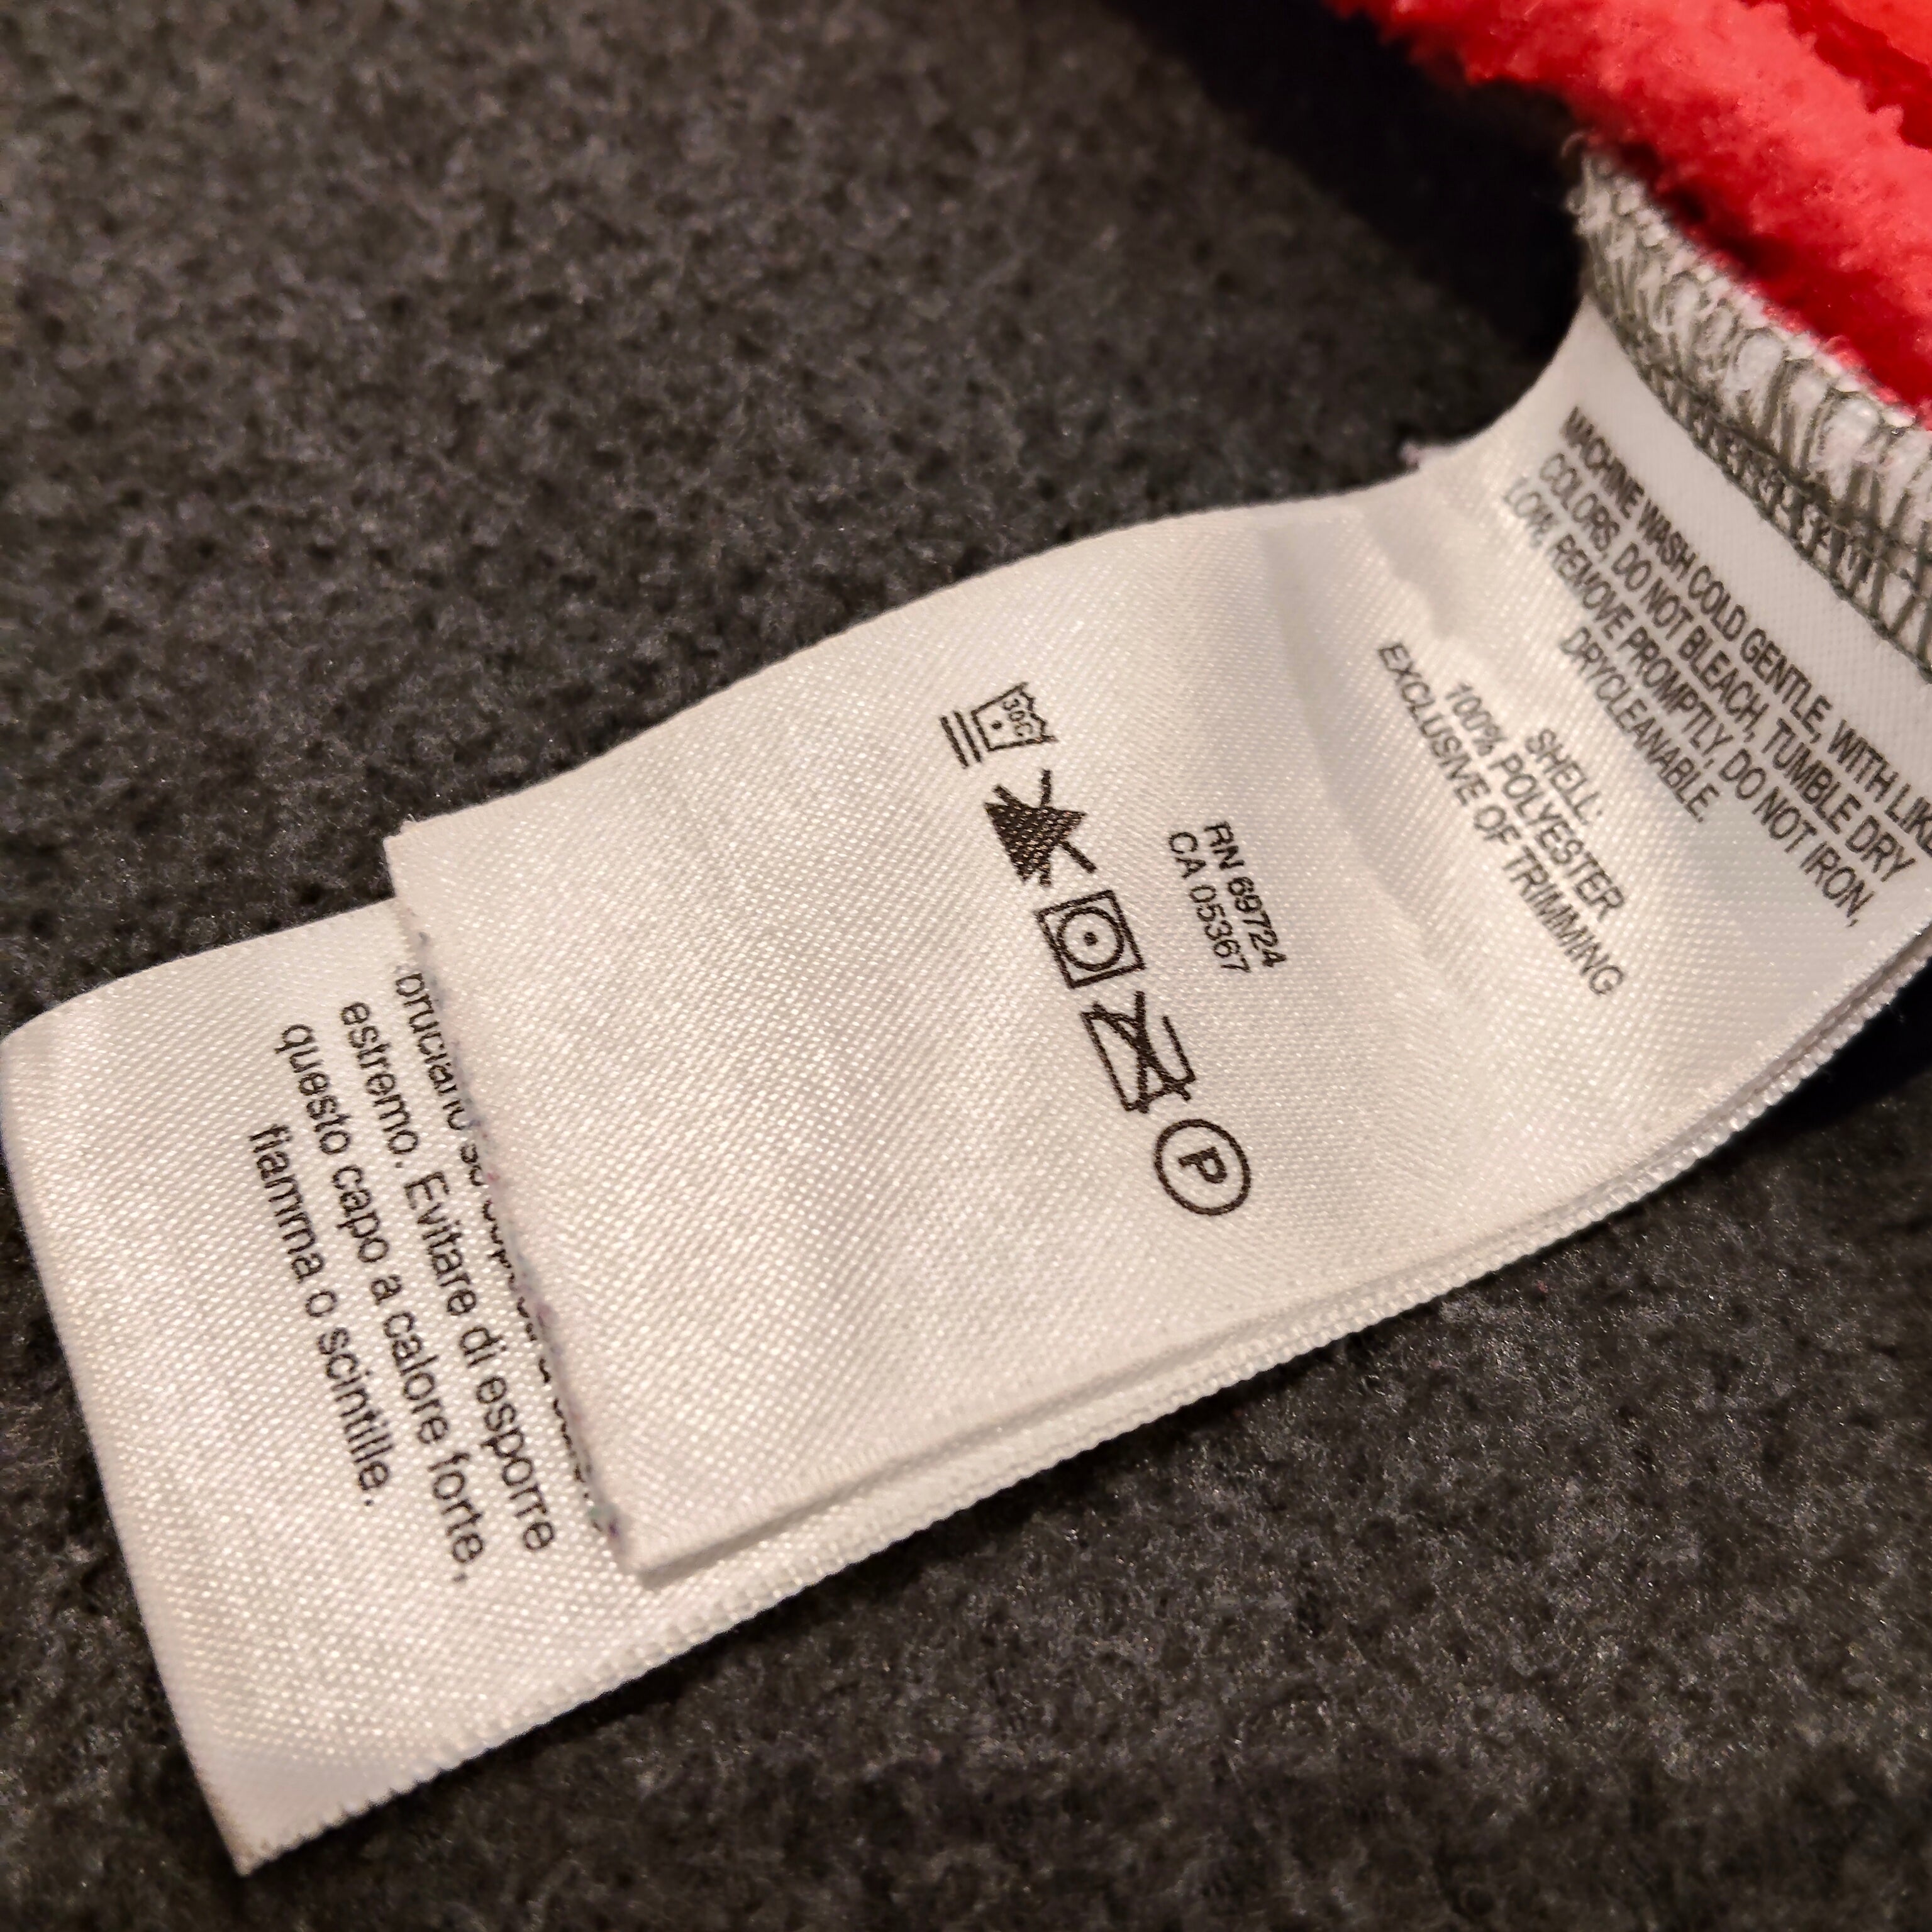 MACHINE WASH COLD GENTLE, WITH LIKE
COLORS, DO NOT BLEACH, TUMBLE DRY
LOW, REMOVE PROMPTLY, DO NOT IRON,
DRYCLEANABLE.
SHELL:
100% POLYESTER
EXCLUSIVE OF TRIMMING
RN 69724
CA 05367
30C
P
bruciano
estremo. Evitare di esporre
questo capo a calore forte,
fiamma o scintille.